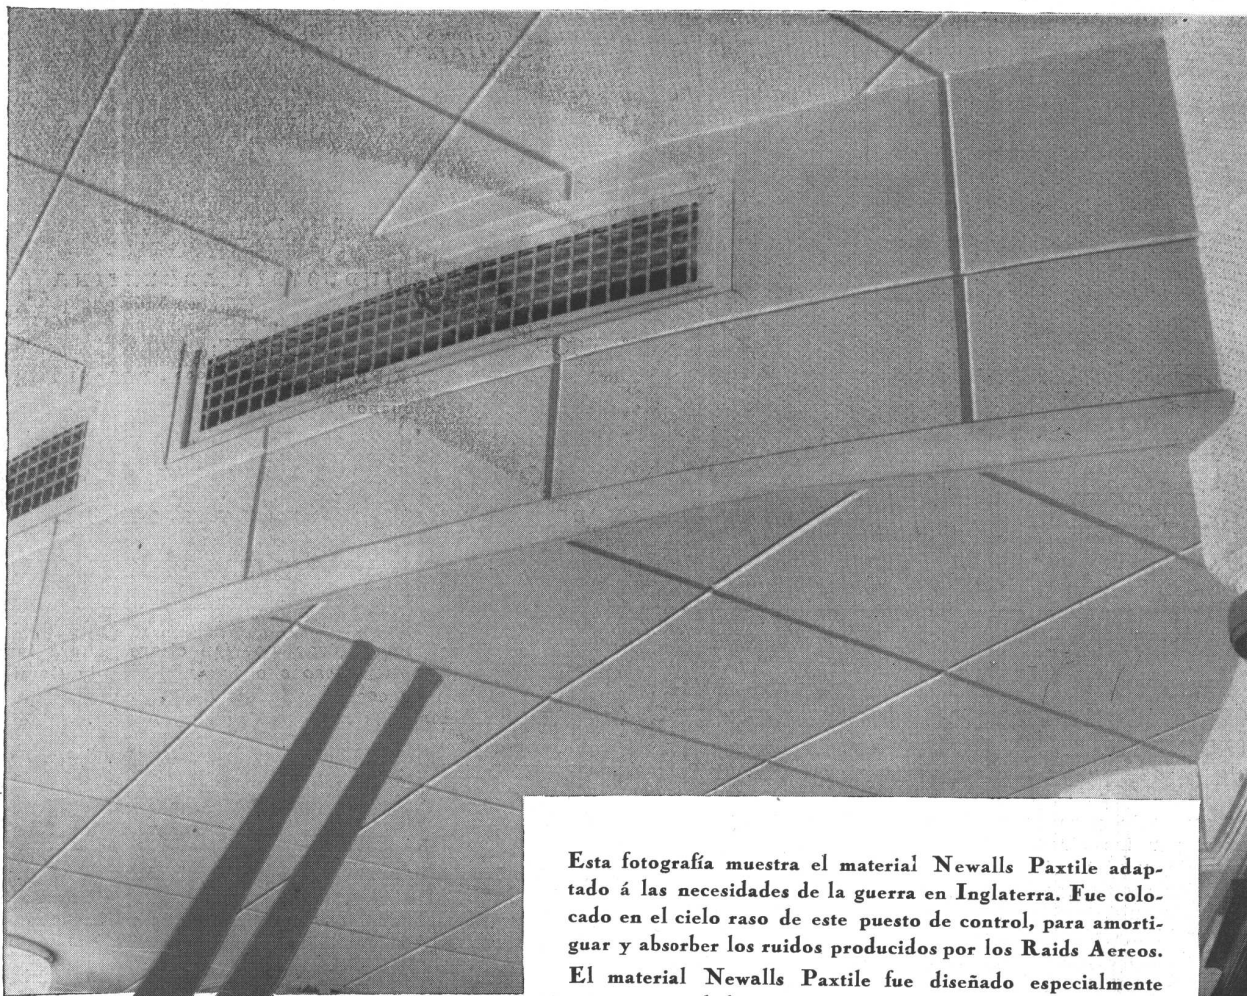 Esta fotografía muestra el material Newalls Paxtile adap-
tado á las necesidades de la guerra en Inglaterra. Fue colo-
cado en el cielo raso de este puesto de control, para amorti-
guar y absorber los ruidos producidos por los Raids Aereos.
El material Newalls Paxtile fue diseñado especialmente